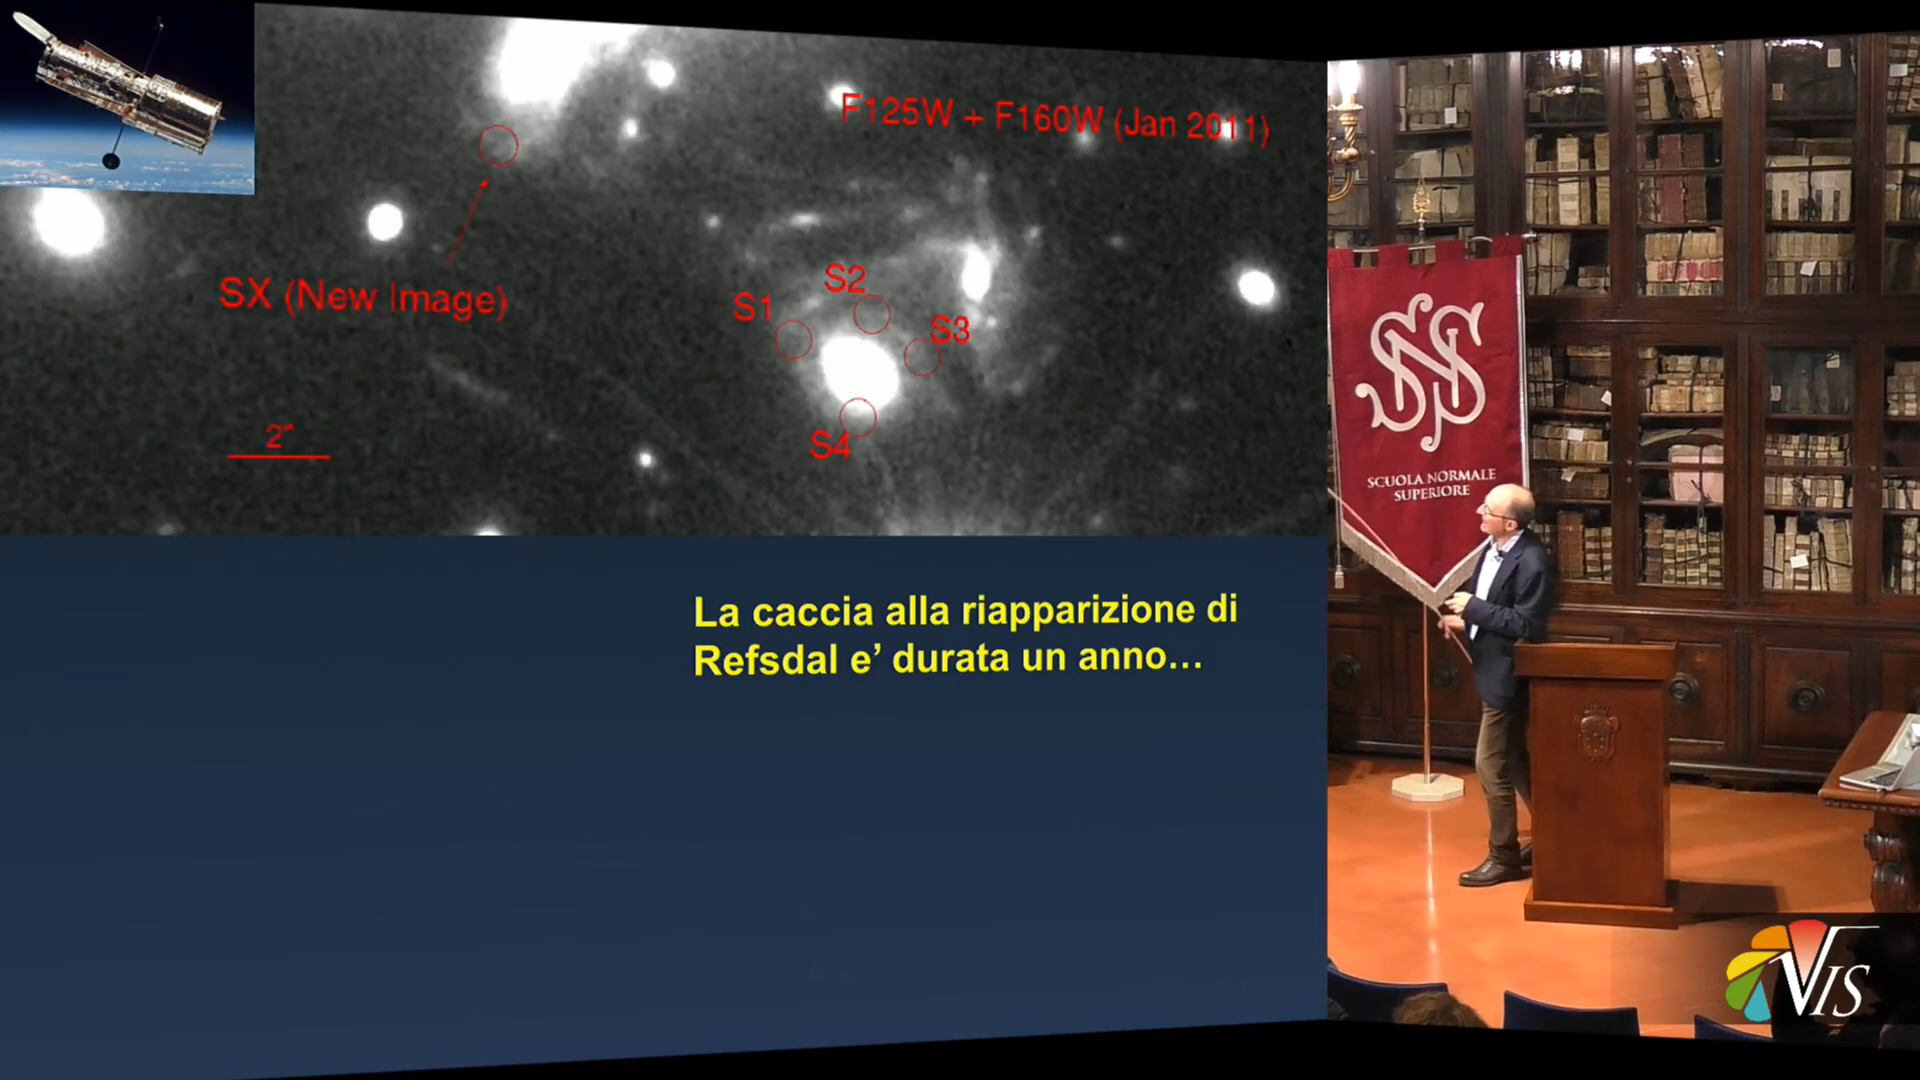 F125W + F160W (Jan 2011)
SX (New Image)
S2
S1
S3
2"
S4
La caccia alla riapparizione di
Refsdal e’ durata un anno...
SNS
SCUOLA NORMALE
SUPERIORE
VIS